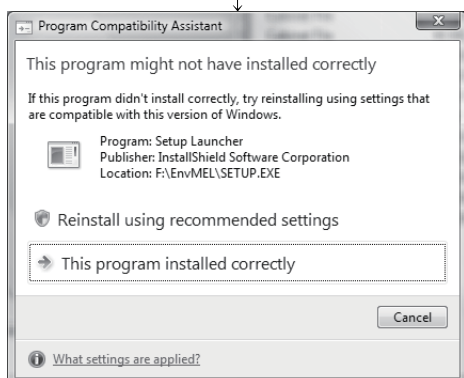 Program Compatibility Assistant
This program might not have installed correctly
If this program didn't install correctly, try reinstalling using settings that
are compatible with this version of Windows.
Program: Setup Launcher
Publisher: InstallShield Software Corporation
Location: F:\EnvMEL\SETUP.EXE
Reinstall using recommended settings
This program installed correctly
Cancel
What settings are applied?